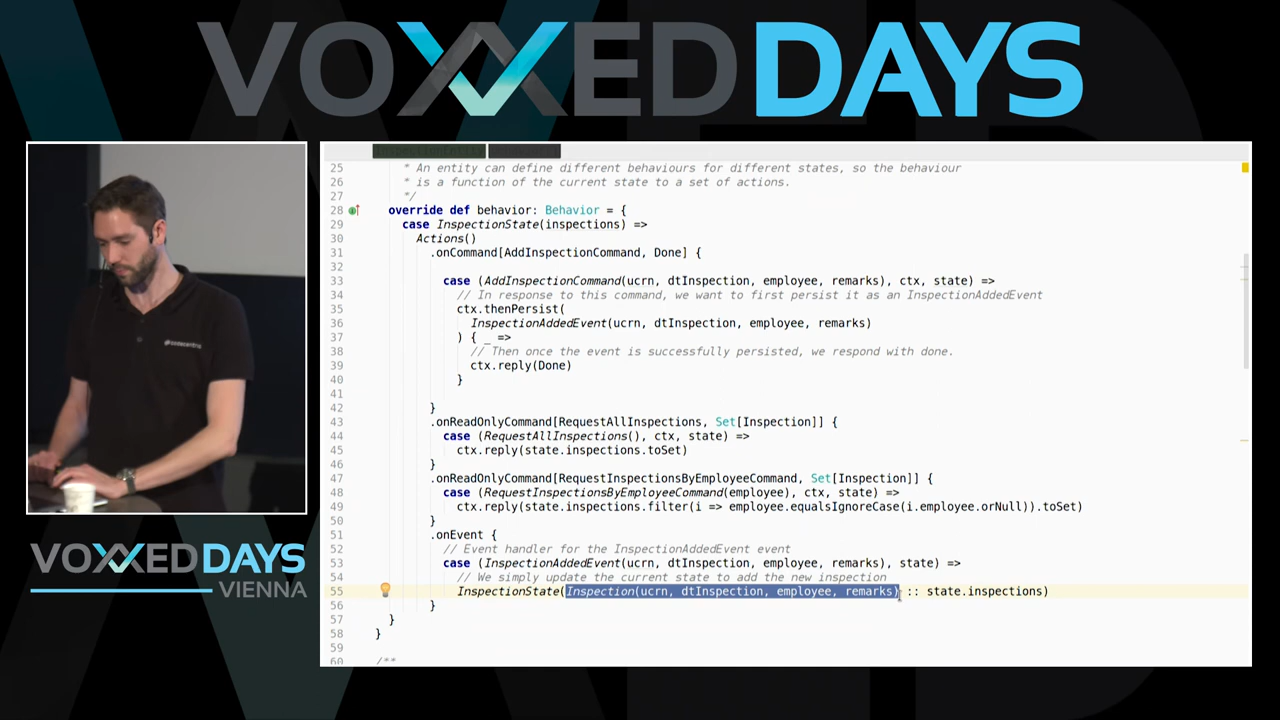 VOXXED DAYS
25 * An entity can define different behaviours for different states, so the behaviour
26 * is a function of the current state to a set of actions.
27 */
28 override def behavior: Behavior = {
29 case InspectionState(inspections) =>
30 Actions()
31 .onCommand[AddInspectionCommand, Done] {
32
33 case (AddInspectionCommand(ucrn, dtInspection, employee, remarks), ctx, state) =>
34 // In response to this command, we want to first persist it as an InspectionAddedEvent
35 ctx.thenPersist(
36 InspectionAddedEvent(ucrn, dtInspection, employee, remarks)
37 ) { _ =>
38 // Then once the event is successfully persisted, we respond with done.
39 ctx.reply(Done)
40 }
41
42 }
43 .onReadOnlyCommand[RequestAllInspections, Set[Inspection]] {
44 case (RequestAllInspections(), ctx, state) =>
45 ctx.reply(state.inspections.toSet)
46 }
47 .onReadOnlyCommand[RequestInspectionsByEmployeeCommand, Set[Inspection]] {
48 case (RequestInspectionsByEmployeeCommand(employee), ctx, state) =>
49 ctx.reply(state.inspections.filter(i => employee.equalsIgnoreCase(i.employee.orNull)).toSet)
50 }
51 .onEvent {
52 // Event handler for the InspectionAddedEvent event
53 case (InspectionAddedEvent(ucrn, dtInspection, employee, remarks), state) =>
54 // We simply update the current state to add the new inspection
55 InspectionState(Inspection(ucrn, dtInspection, employee, remarks) :: state.inspections)
56 }
57 }
58 }
59
60 /**
codecentric
VOXXED DAYS
VIENNA